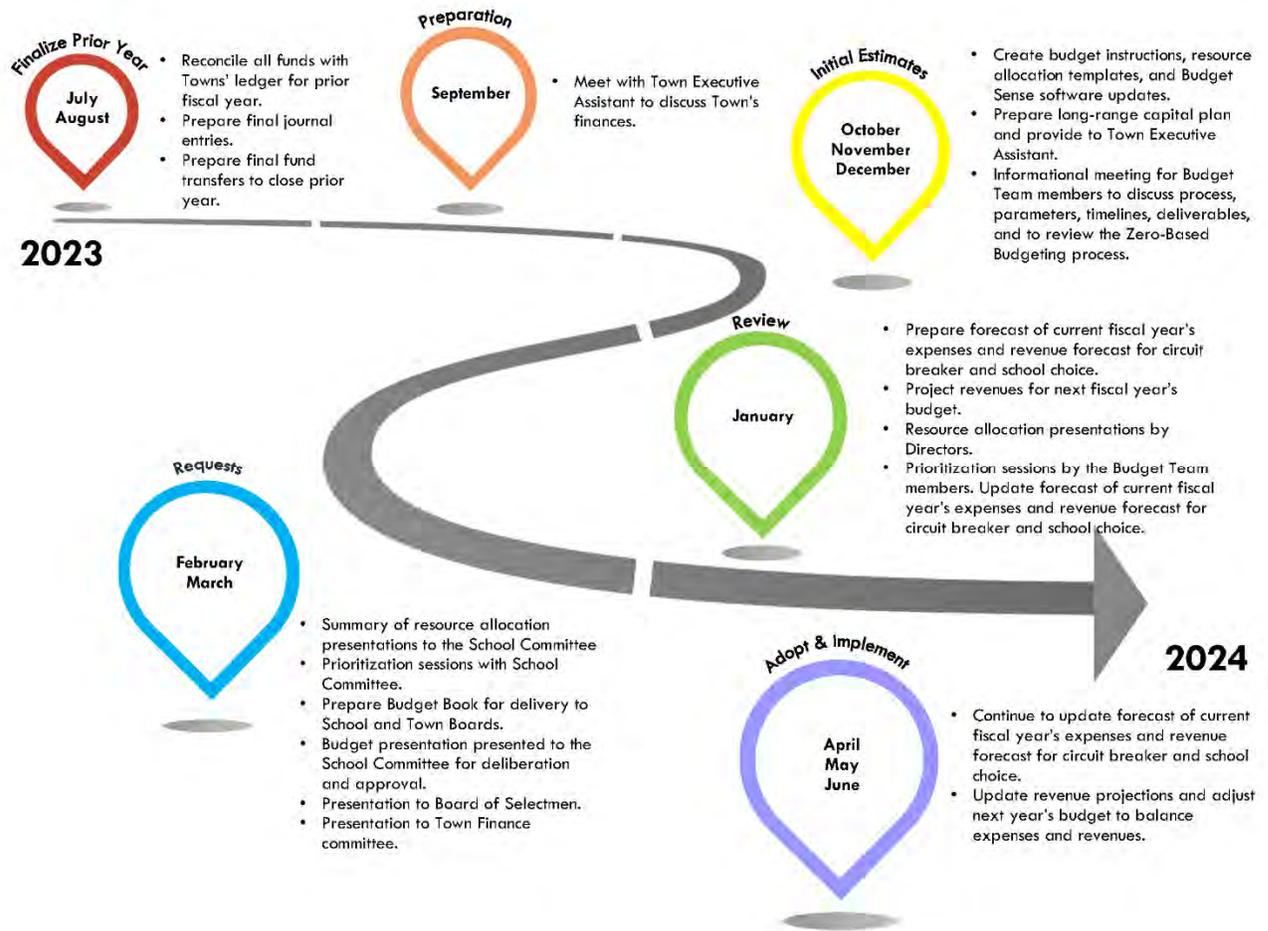 Finalize Prior Year
July
August
• Reconcile all funds with
Towns' ledger for prior
fiscal year.
• Prepare final journal
entries.
• Prepare final fund
transfers to close prior
year.
Preparation
September
• Meet with Town Executive
Assistant to discuss Town's
finances.
Initial Estimates
October
November
December
• Create budget instructions, resource
allocation templates, and Budget
Sense software updates.
• Prepare long-range capital plan
and provide to Town Executive
Assistant.
• Informational meeting for Budget
Team members to discuss process,
parameters, timelines, deliverables,
and to review the Zero-Based
Budgeting process.
2023
Review
January
• Prepare forecast of current fiscal year's
expenses and revenue forecast for circuit
breaker and school choice.
• Project revenues for next fiscal year's
budget.
• Resource allocation presentations by
Directors.
• Prioritization sessions by the Budget Team
members. Update forecast of current fiscal
year's expenses and revenue forecast for
circuit breaker and school choice.
Requests
February
March
• Summary of resource allocation
presentations to the School Committee
• Prioritization sessions with School
Committee.
• Prepare Budget Book for delivery to
School and Town Boards.
• Budget presentation presented to the
School Committee for deliberation
and approval.
• Presentation to Board of Selectmen.
• Presentation to Town Finance
committee.
2024
Adopt & Implement
April
May
June
• Continue to update forecast of current
fiscal year's expenses and revenue
forecast for circuit breaker and school
choice.
• Update revenue projections and adjust
next year's budget to balance
expenses and revenues.